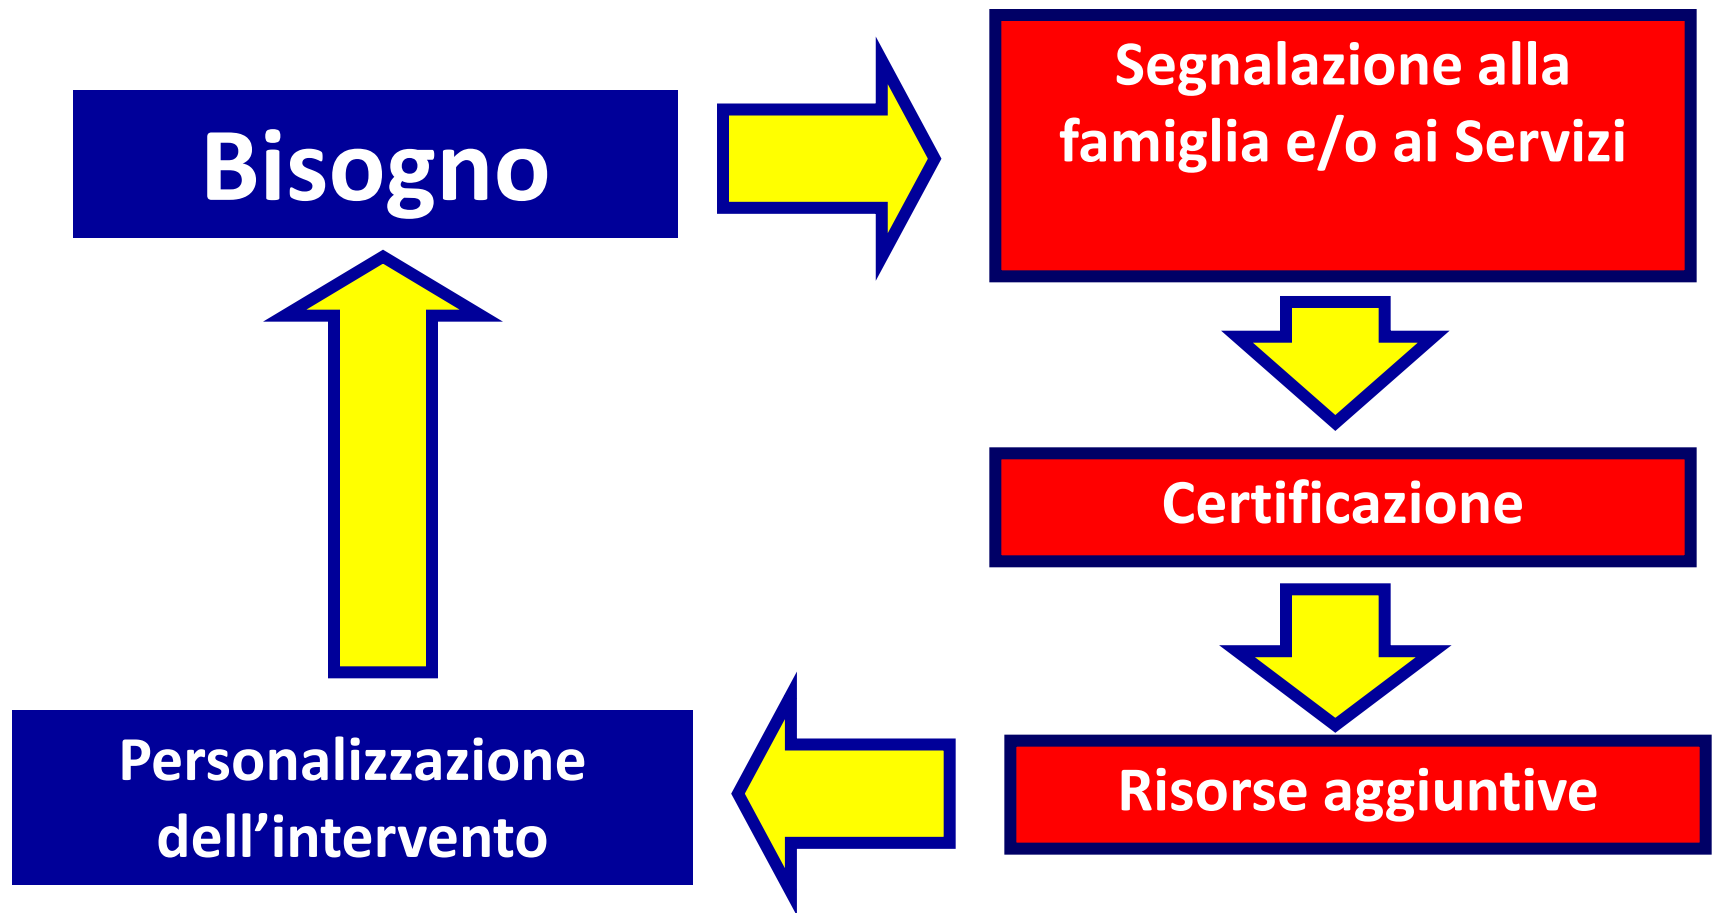 Bisogno
Segnalazione alla
famiglia e/o ai Servizi
Certificazione
Risorse aggiuntive
Personalizzazione
dell’intervento